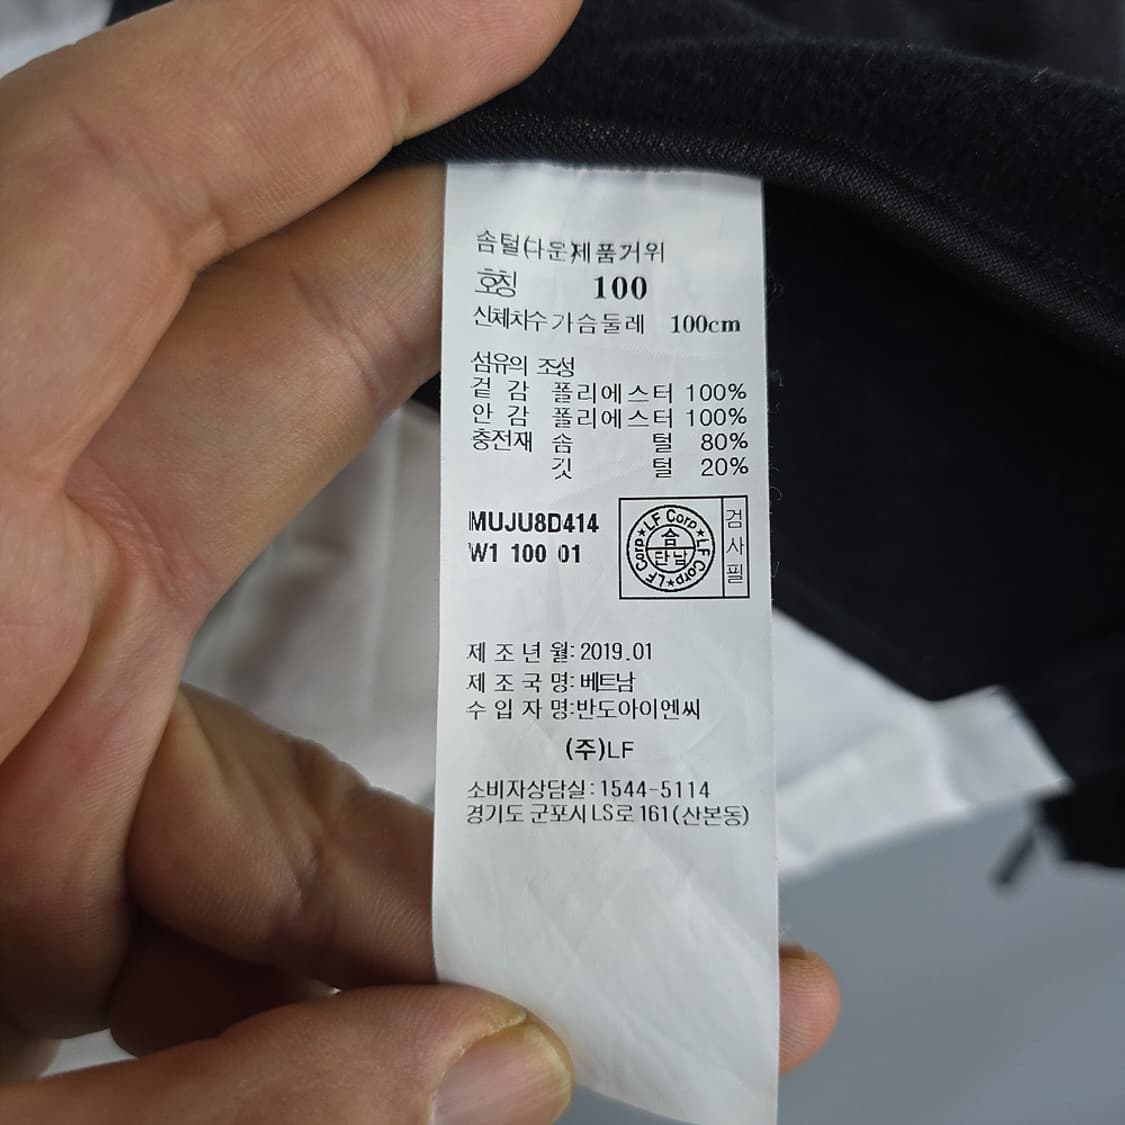 솜털(다운)제품거위
호칭 100
신체치수 가슴둘레 100cm
섬유의 조성
겉 감 폴리에스터 100%
안 감 폴리에스터 100%
충전재 솜 털 80%
깃 털 20%
MUJU8D414
W1 100 01
LF Corp★LF Corp★LF Corp★
솜
탄남
검사필
제 조 년 월: 2019.01
제 조 국 명: 베트남
수 입 자 명:반도아이엔씨
(주)LF
소비자상담실: 1544-5114
경기도 군포시 LS로 161(산본동)